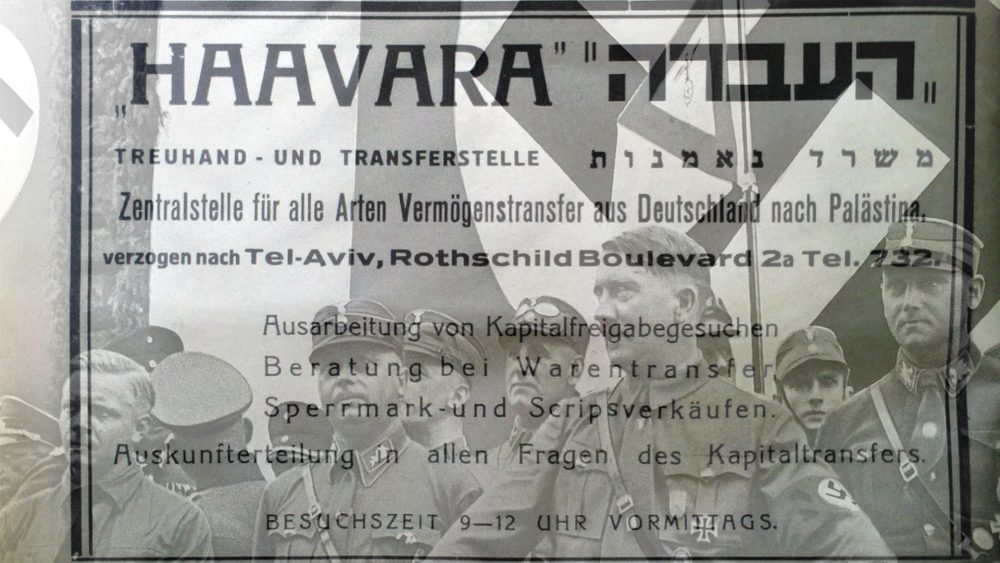 „HAAVARA" "העברה„
TREUHAND - UND TRANSFERSTELLE משרד נאמנות
Zentralstelle für alle Arten Vermögenstransfer aus Deutschland nach Palästina.
verzogen nach Tel-Aviv, Rothschild Boulevard 2a Tel. 732.
Ausarbeitung von Kapitalfreigabegesuchen
Beratung bei Warentransfer,
Sperrmark-und Scripsverkäufen.
Auskunfterteilung in allen Fragen des Kapitaltransfers.
BESUCHSZEIT 9—12 UHR VORMITTAGS.